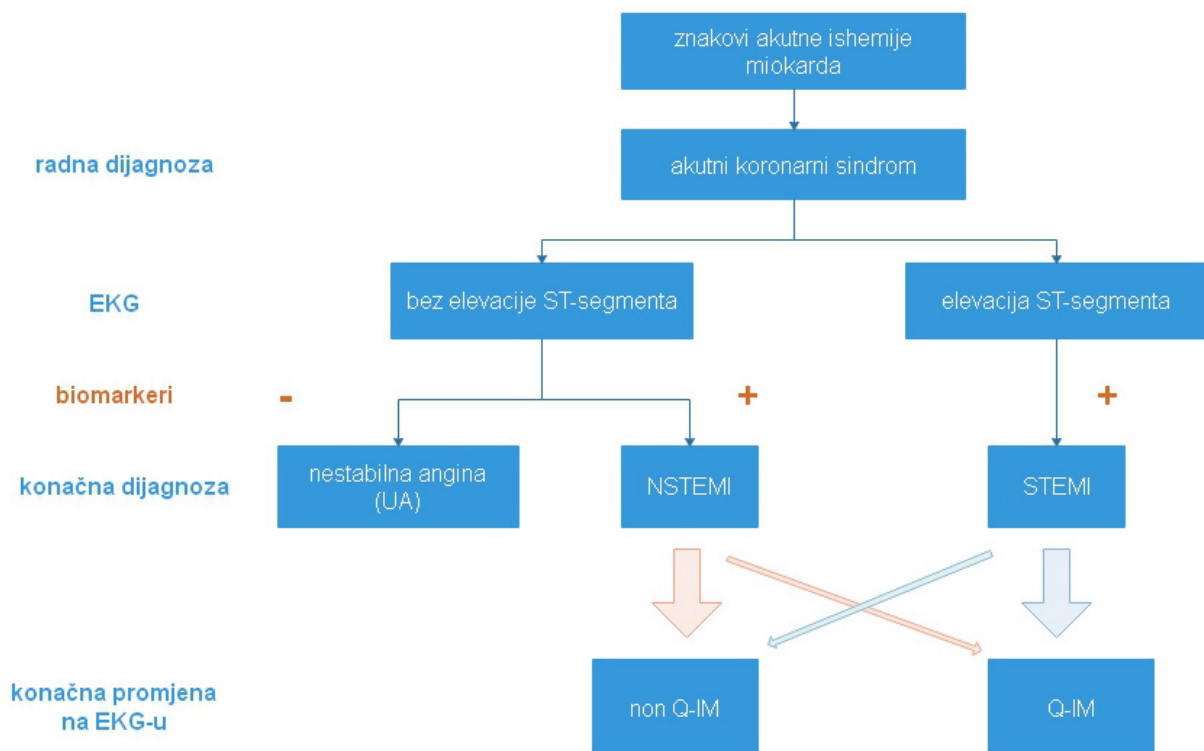 znakovi akutne ishemije
miokarda
radna dijagnoza
akutni koronarni sindrom
EKG
bez elevacije ST-segmenta
elevacija ST-segmenta
biomarkeri
-
+
+
konačna dijagnoza
nestabilna angina
(UA)
NSTEMI
STEMI
konačna promjena
na EKG-u
non Q-IM
Q-IM